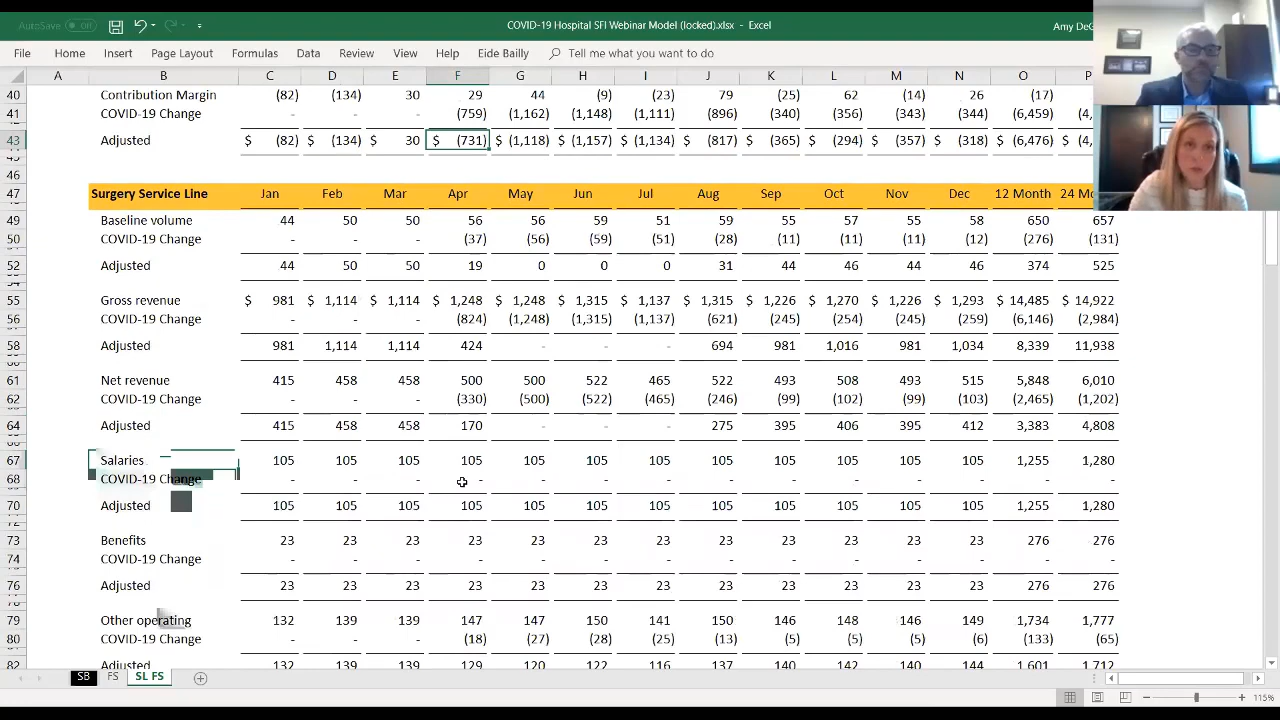 AutoSave Off COVID-19 Hospital SFI Webinar Model (locked).xlsx - Excel Amy DeG
File Home Insert Page Layout Formulas Data Review View Help Eide Bailly Tell me what you want to do
A B C D E F G H I J K L M N O P
40 Contribution Margin (82) (134) 30 29 44 (9) (23) 79 (25) 62 (14) 26 (17)
41 COVID-19 Change - - - (759) (1,162) (1,148) (1,111) (896) (340) (356) (343) (344) (6,459) (4,
43 Adjusted $ (82) $ (134) $ 30 $ (731) $ (1,118) $ (1,157) $ (1,134) $ (817) $ (365) $ (294) $ (357) $ (318) $ (6,476) $ (4,
45
46
47 Surgery Service Line Jan Feb Mar Apr May Jun Jul Aug Sep Oct Nov Dec 12 Month 24 Mo
49 Baseline volume 44 50 50 56 56 59 51 59 55 57 55 58 650 657
50 COVID-19 Change - - - (37) (56) (59) (51) (28) (11) (11) (11) (12) (276) (131)
52 Adjusted 44 50 50 19 0 0 0 31 44 46 44 46 374 525
55 Gross revenue $ 981 $ 1,114 $ 1,114 $ 1,248 $ 1,248 $ 1,315 $ 1,137 $ 1,315 $ 1,226 $ 1,270 $ 1,226 $ 1,293 $ 14,485 $ 14,922
56 COVID-19 Change - - - (824) (1,248) (1,315) (1,137) (621) (245) (254) (245) (259) (6,146) (2,984)
58 Adjusted 981 1,114 1,114 424 - - - 694 981 1,016 981 1,034 8,339 11,938
61 Net revenue 415 458 458 500 500 522 465 522 493 508 493 515 5,848 6,010
62 COVID-19 Change - - - (330) (500) (522) (465) (246) (99) (102) (99) (103) (2,465) (1,202)
64 Adjusted 415 458 458 170 - - - 275 395 406 395 412 3,383 4,808
67 Salaries 105 105 105 105 105 105 105 105 105 105 105 105 1,255 1,280
68 COVID-19 Change - - - - - - - - - - - - - -
70 Adjusted 105 105 105 105 105 105 105 105 105 105 105 105 1,255 1,280
73 Benefits 23 23 23 23 23 23 23 23 23 23 23 23 276 276
74 COVID-19 Change - - - - - - - - - - - - - -
76 Adjusted 23 23 23 23 23 23 23 23 23 23 23 23 276 276
79 Other operating 132 139 139 147 147 150 141 150 146 148 146 149 1,734 1,777
80 COVID-19 Change - - - (18) (27) (28) (25) (13) (5) (5) (5) (6) (133) (65)
82 Adjusted 132 139 139 129 120 122 116 137 140 142 140 144 1,601 1,712
SB FS SL FS
115%